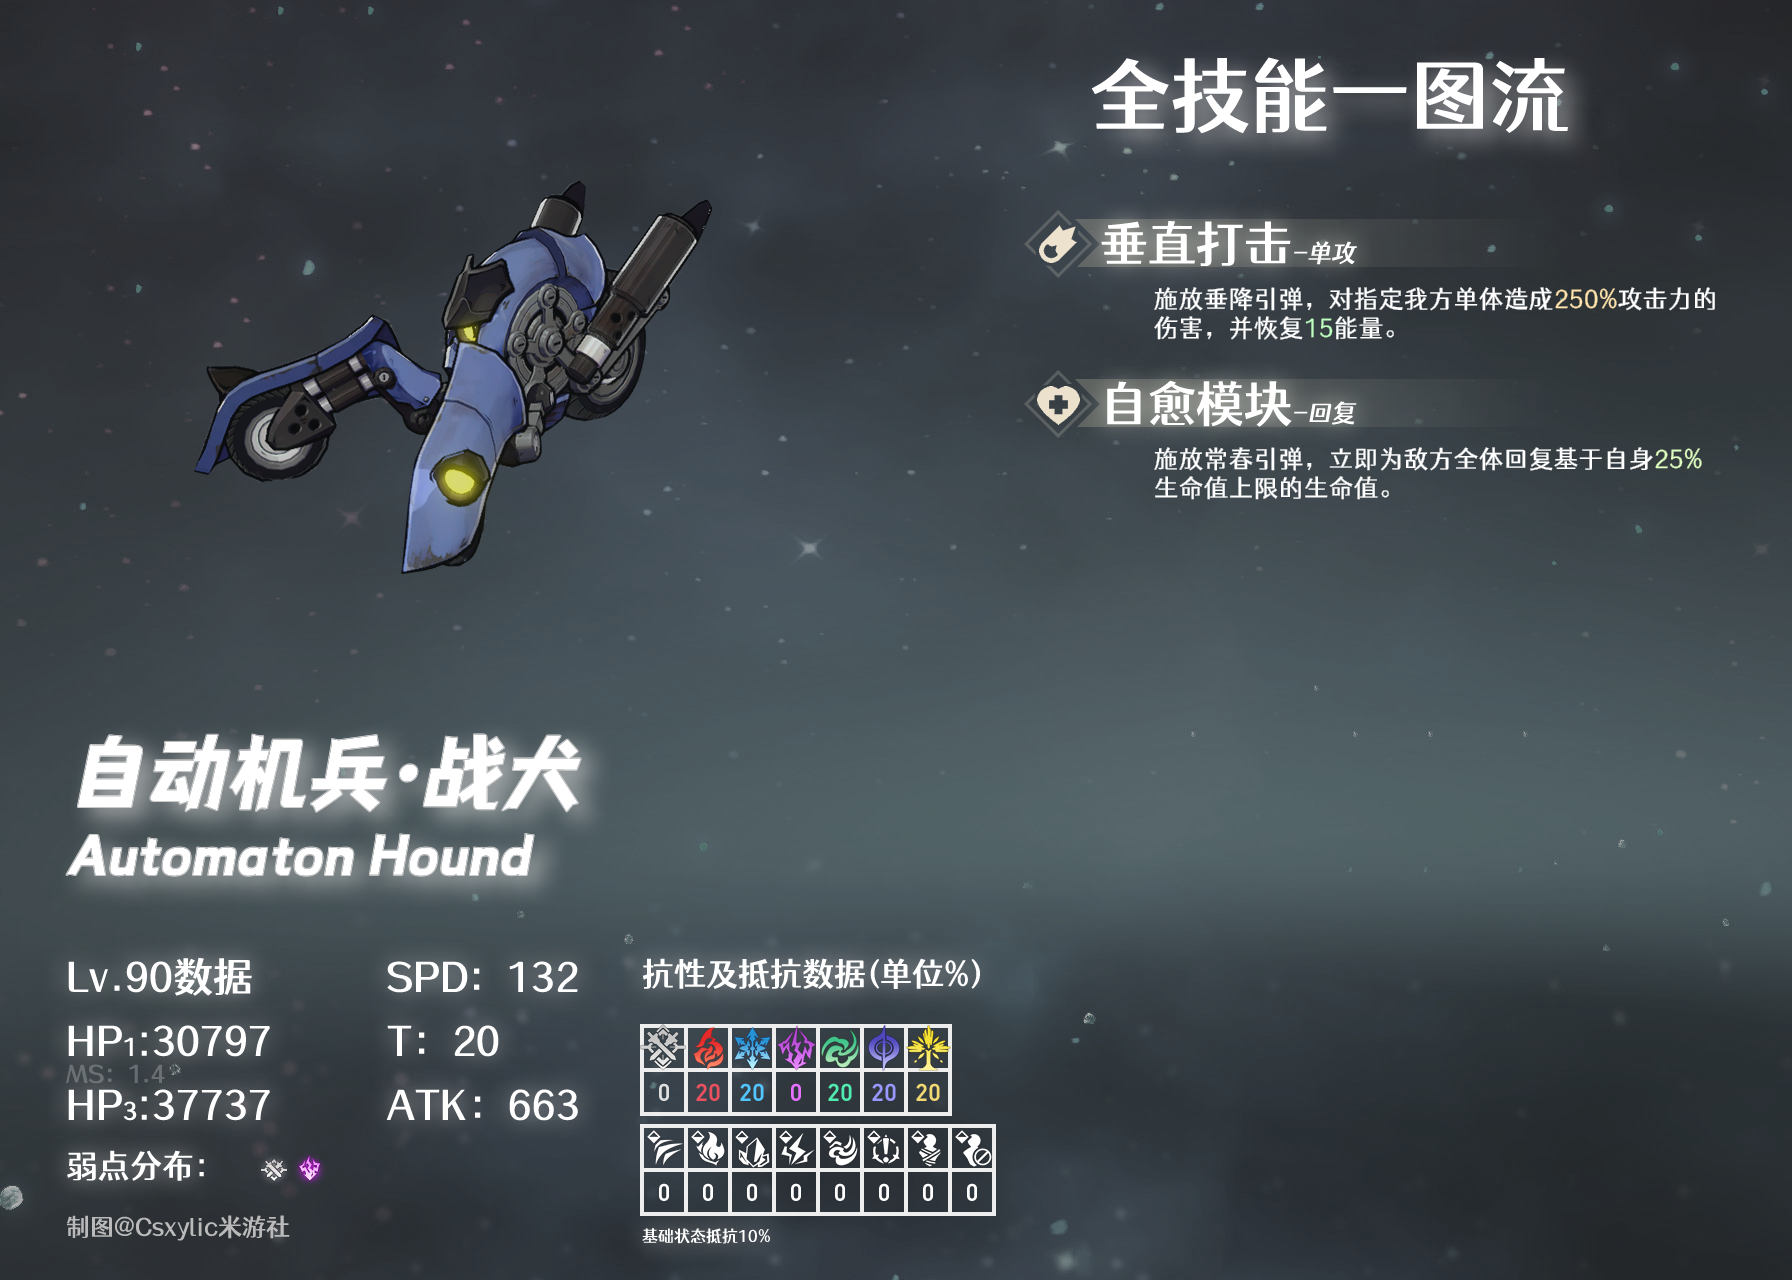 全技能一图流
垂直打击-单攻
施放垂降引弹，对指定我方单体造成250%攻击力的
伤害，并恢复15能量。
自愈模块-回复
施放常春引弹，立即为敌方全体回复基于自身25%
生命值上限的生命值。
自动机兵·战犬
Automaton Hound
Lv.90数据
SPD: 132
HP1:30797
T: 20
MS: 1.4
HP3:37737
ATK: 663
弱点分布:
制图@Csxylic米游社
抗性及抵抗数据(单位%)
0 20 20 0 20 20 20
0 0 0 0 0 0 0 0
基础状态抵抗10%